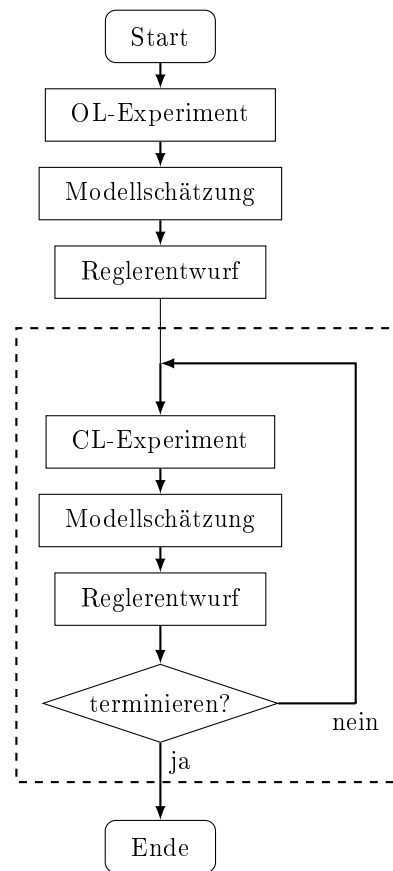 Start
OL-Experiment
Modellschätzung
Reglerentwurf
CL-Experiment
Modellschätzung
Reglerentwurf
terminieren?
nein
ja
Ende